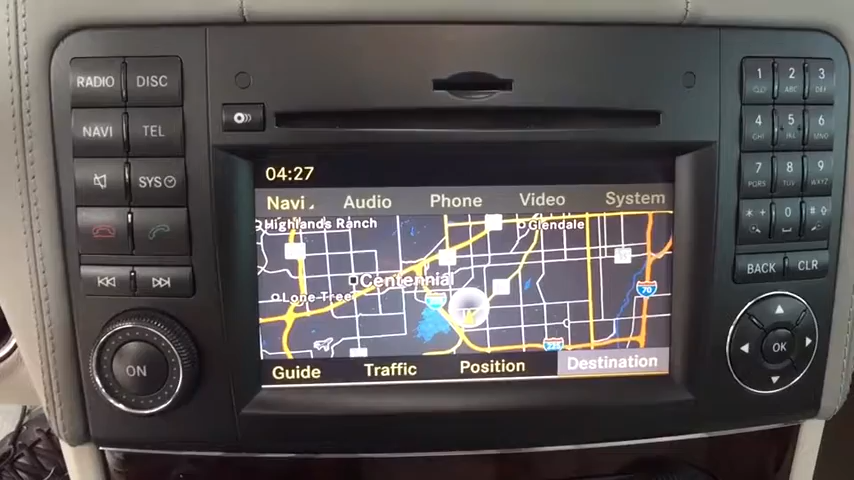 RADIO DISC
NAVI TEL
SYS
ON
04:27
Navi Audio Phone Video System
Highlands Ranch
Glendale
Centennial
Lone Tree
70
225
Guide Traffic Position Destination
1 2 ABC 3 DEF
4 GHI 5 JKL 6 MNO
7 PQRS 8 TUV 9 WXYZ
* + 0 ⇧ #
BACK CLR
OK